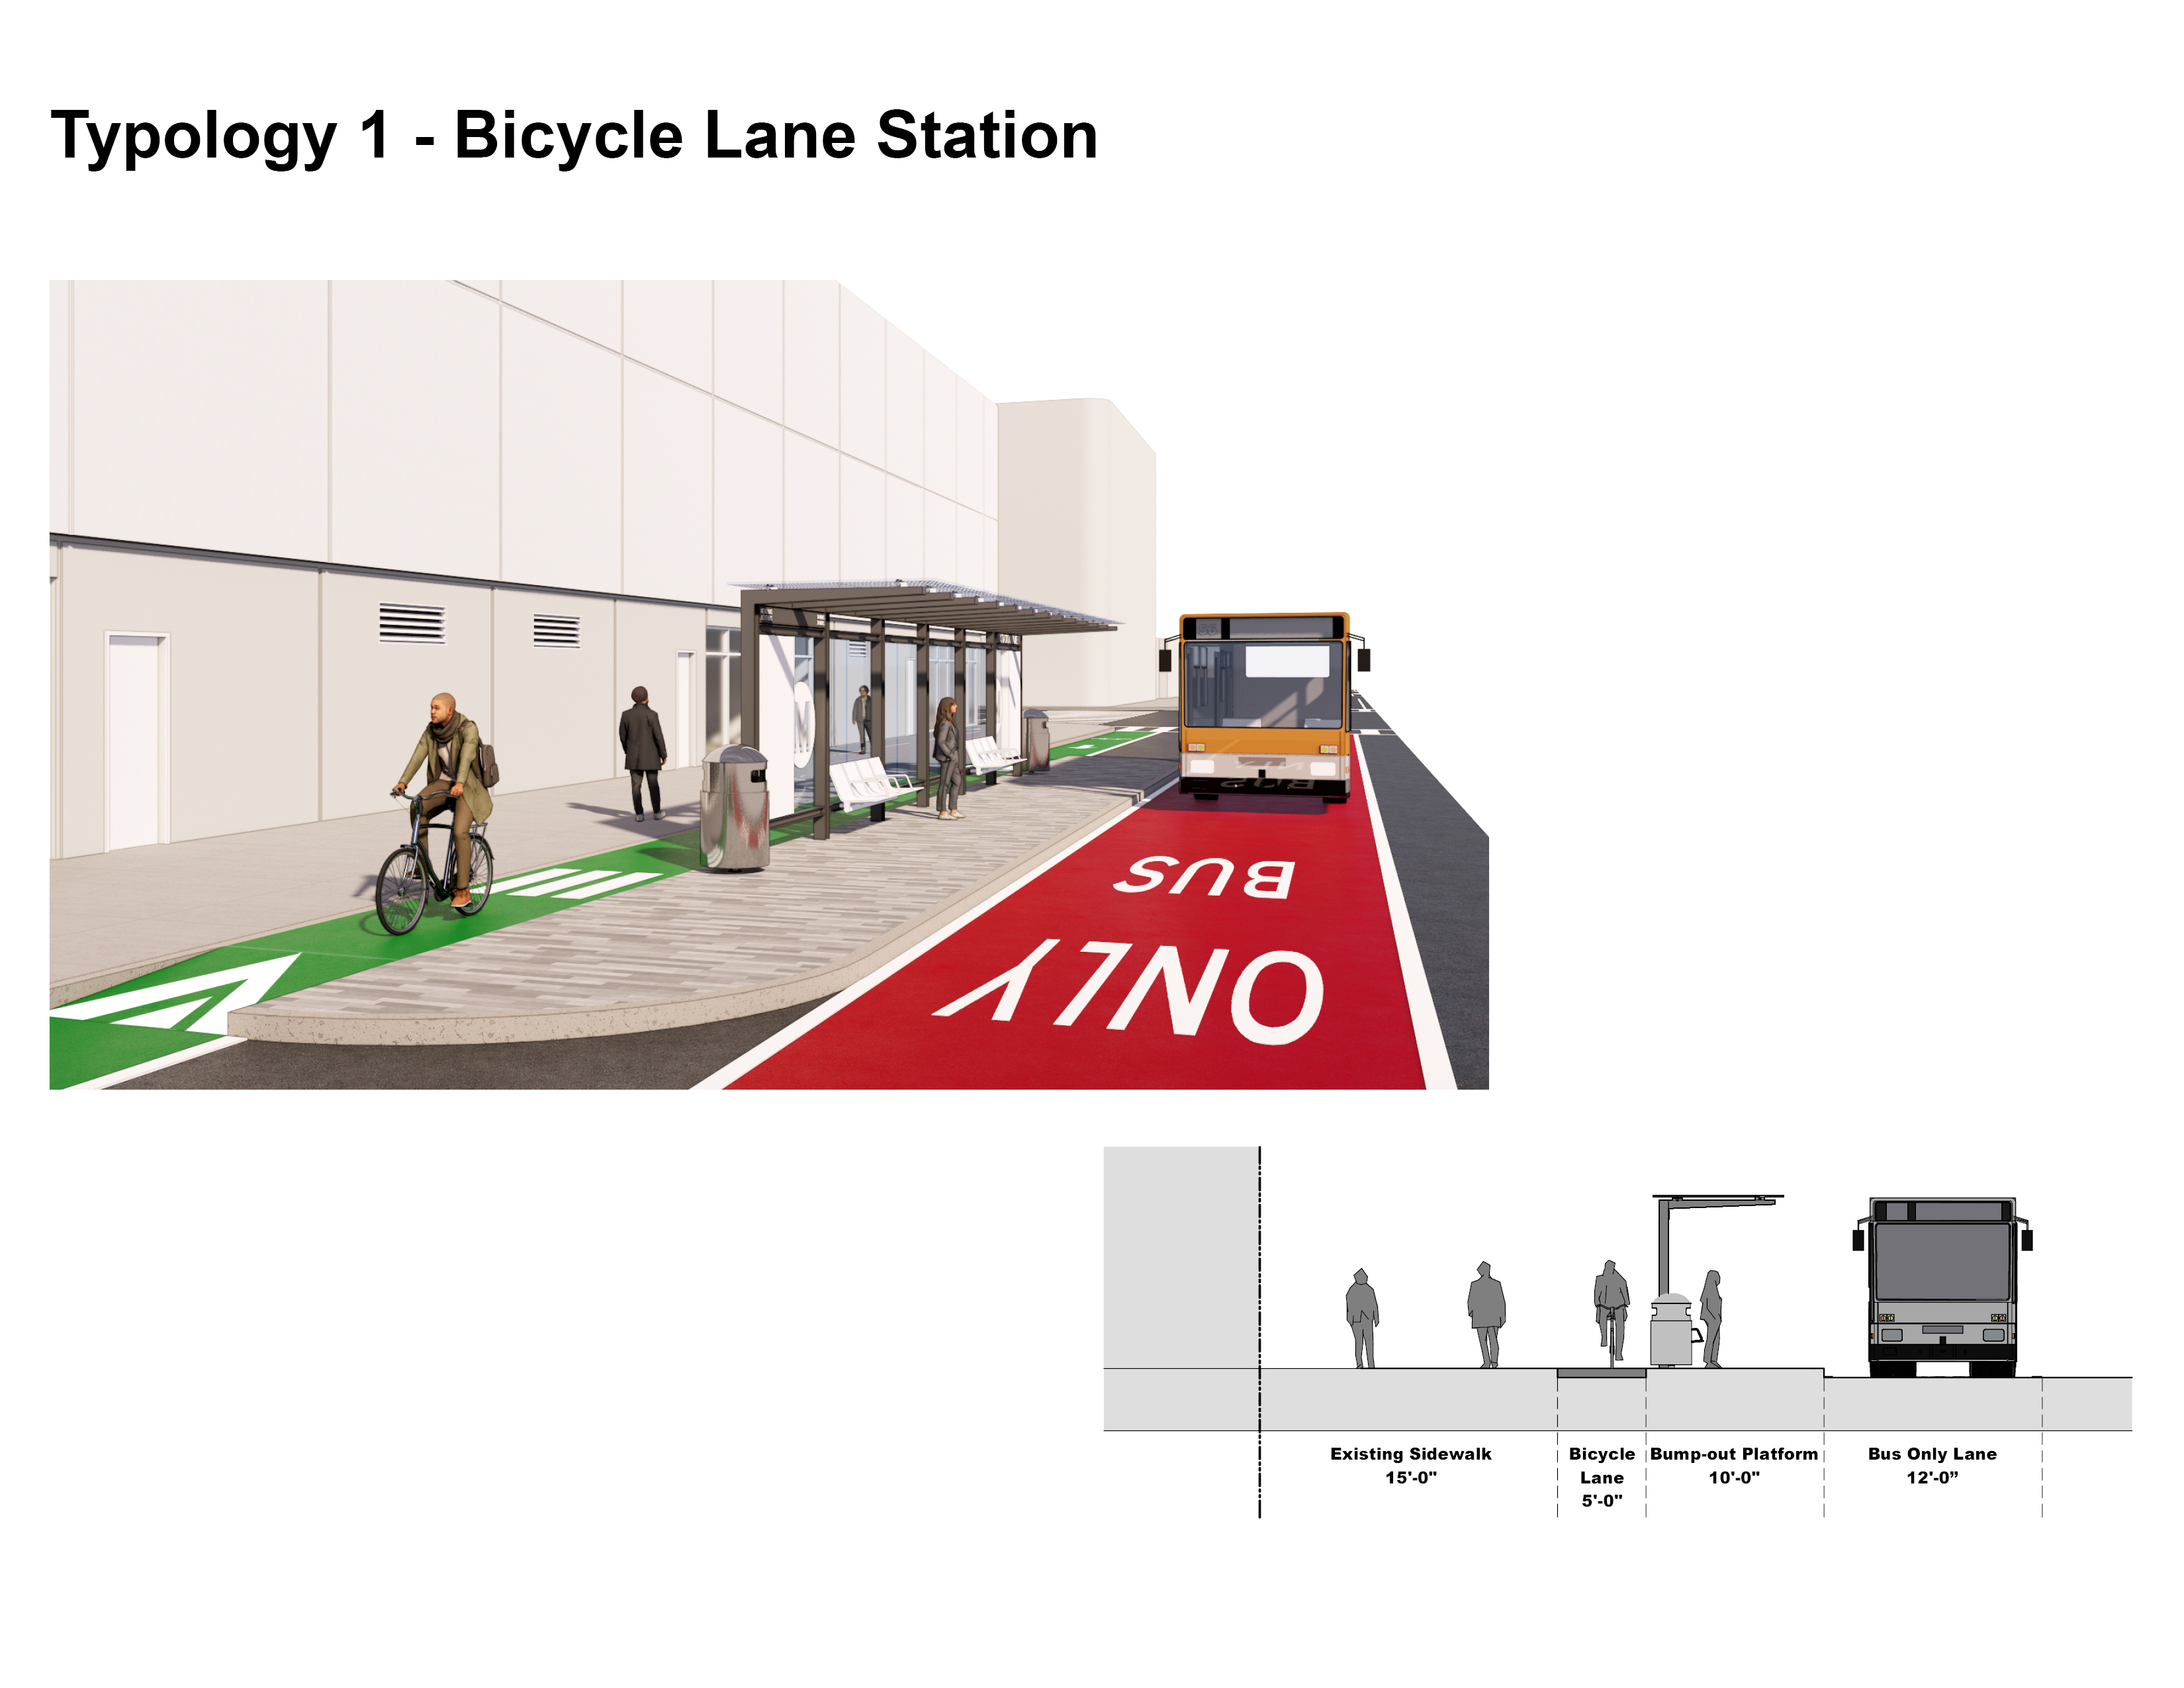 Typology 1 - Bicycle Lane Station
M
BUS
ONLY
Existing Sidewalk
15'-0"
Bicycle
Lane
5'-0"
Bump-out Platform
10'-0"
Bus Only Lane
12'-0”